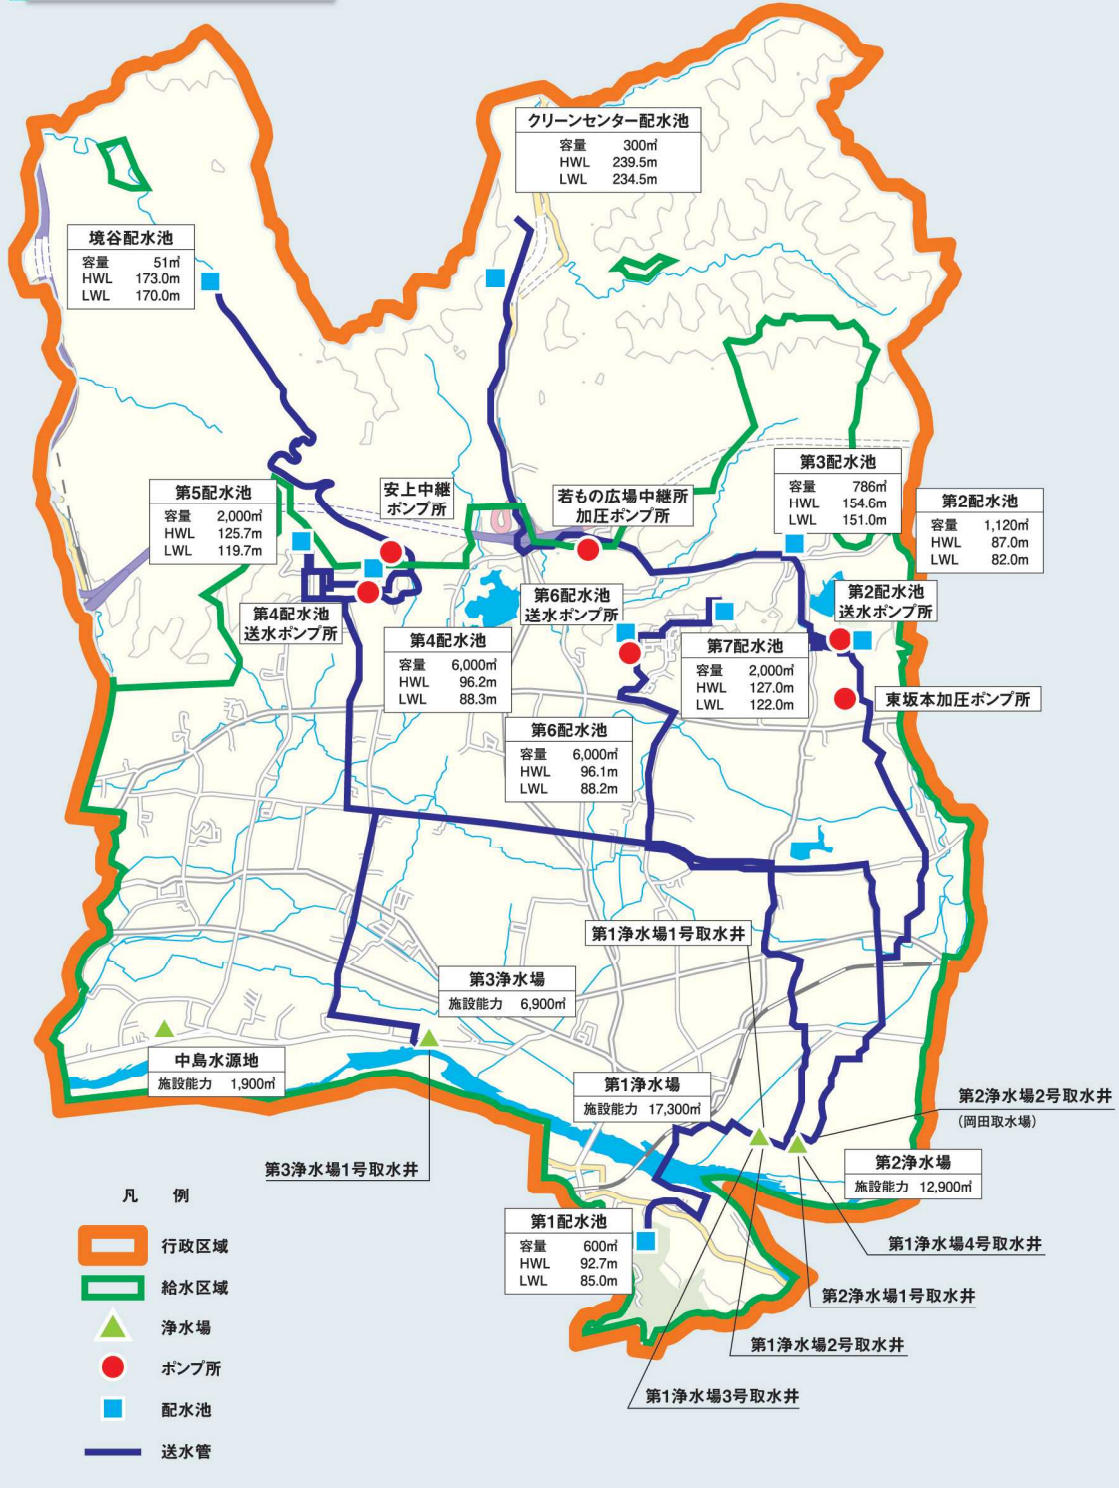 クリーンセンター配水池
容量 300㎥
HWL 239.5m
LWL 234.5m
境谷配水池
容量 51㎥
HWL 173.0m
LWL 170.0m
第5配水池
容量 2,000㎥
HWL 125.7m
LWL 119.7m
安上中継
ポンプ所
若もの広場中継所
加圧ポンプ所
第3配水池
容量 786㎥
HWL 154.6m
LWL 151.0m
第2配水池
容量 1,120㎥
HWL 87.0m
LWL 82.0m
第4配水池
送水ポンプ所
第6配水池
送水ポンプ所
第2配水池
送水ポンプ所
第4配水池
容量 6,000㎥
HWL 96.2m
LWL 88.3m
第7配水池
容量 2,000㎥
HWL 127.0m
LWL 122.0m
東坂本加圧ポンプ所
第6配水池
容量 6,000㎥
HWL 96.1m
LWL 88.2m
第1浄水場1号取水井
第3浄水場
施設能力 6,900㎥
中島水源地
施設能力 1,900㎥
第1浄水場
施設能力 17,300㎥
第2浄水場2号取水井
(岡田取水場)
第2浄水場
施設能力 12,900㎥
第3浄水場1号取水井
第1配水池
容量 600㎥
HWL 92.7m
LWL 85.0m
第1浄水場4号取水井
第2浄水場1号取水井
第1浄水場2号取水井
第1浄水場3号取水井
凡 例
行政区域
給水区域
浄水場
ポンプ所
配水池
送水管